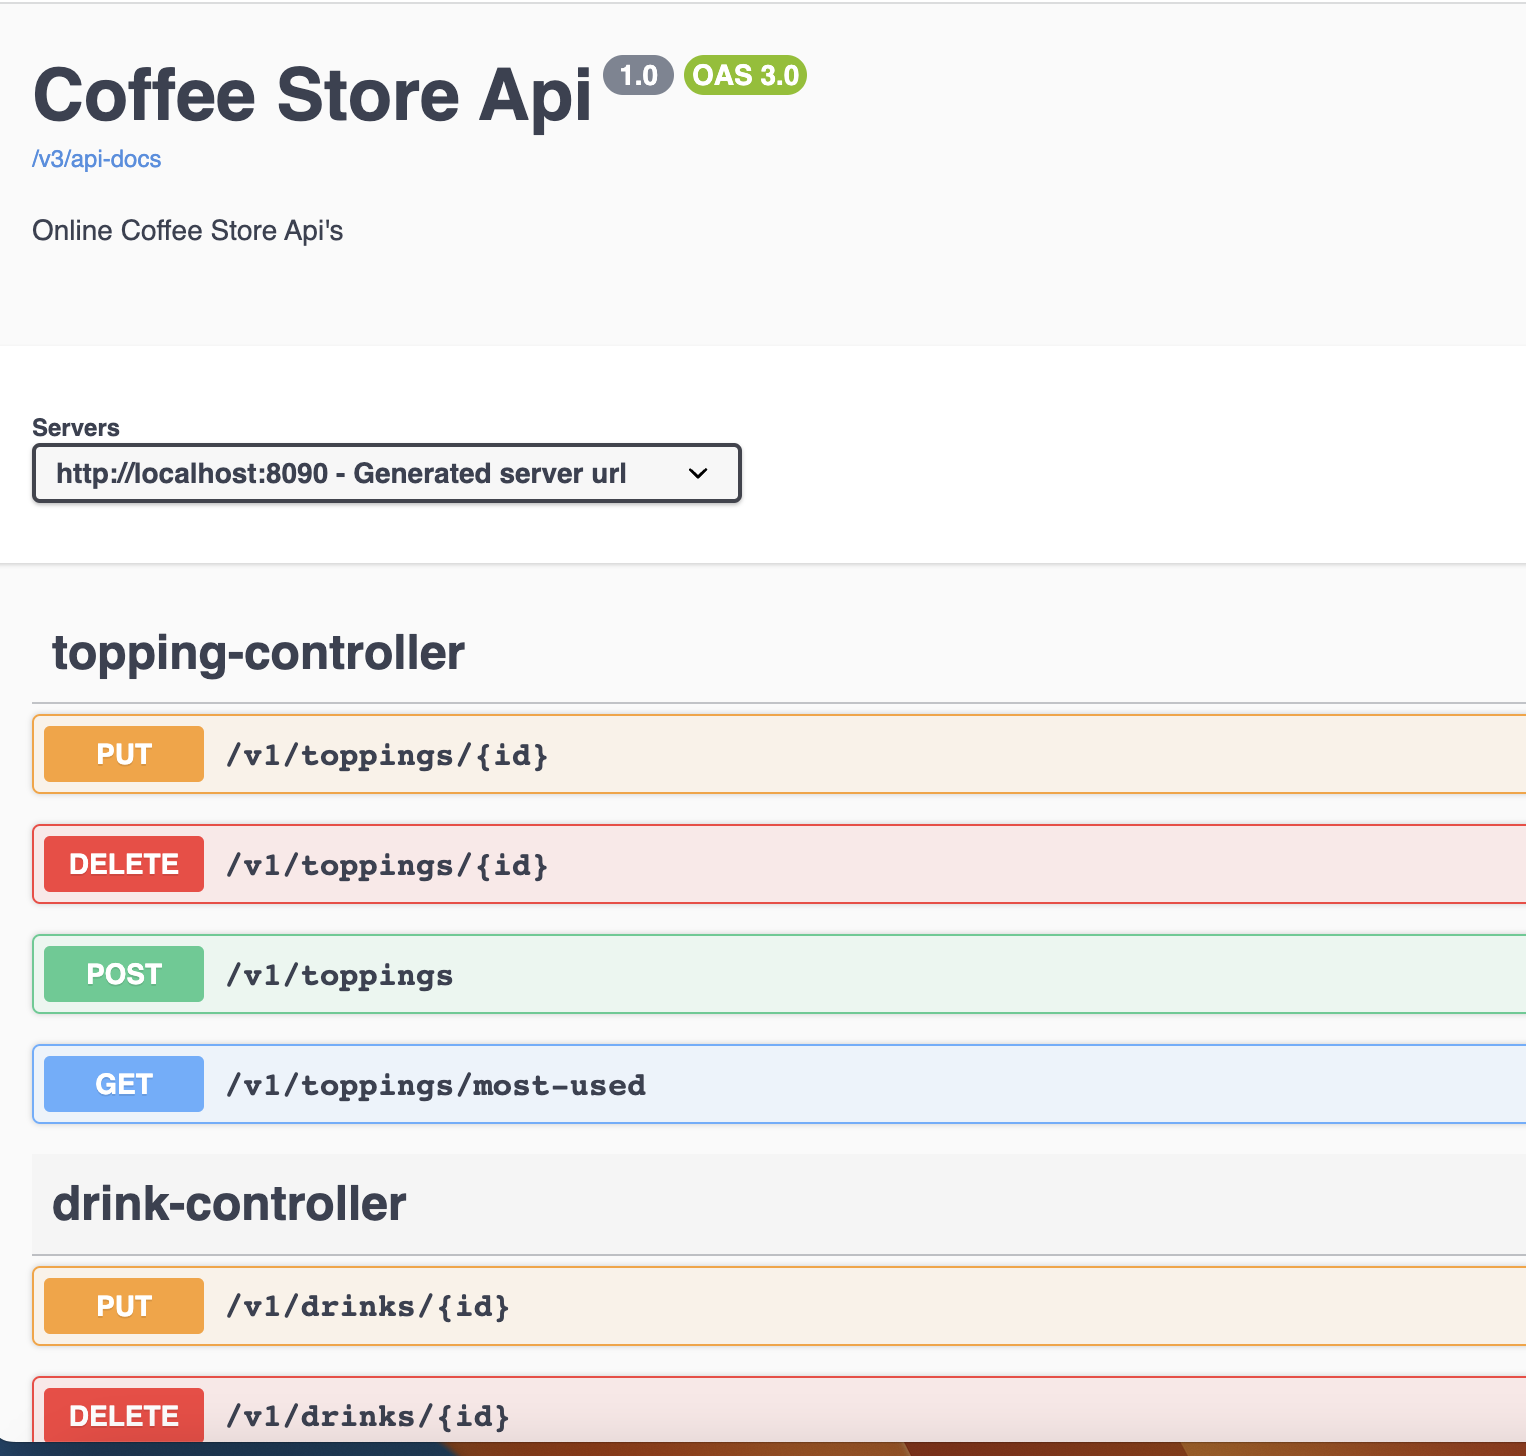 Coffee Store Api 1.0 OAS 3.0
/v3/api-docs
Online Coffee Store Api's
Servers
http://localhost:8090 - Generated server url
topping-controller
PUT /v1/toppings/{id}
DELETE /v1/toppings/{id}
POST /v1/toppings
GET /v1/toppings/most-used
drink-controller
PUT /v1/drinks/{id}
DELETE /v1/drinks/{id}